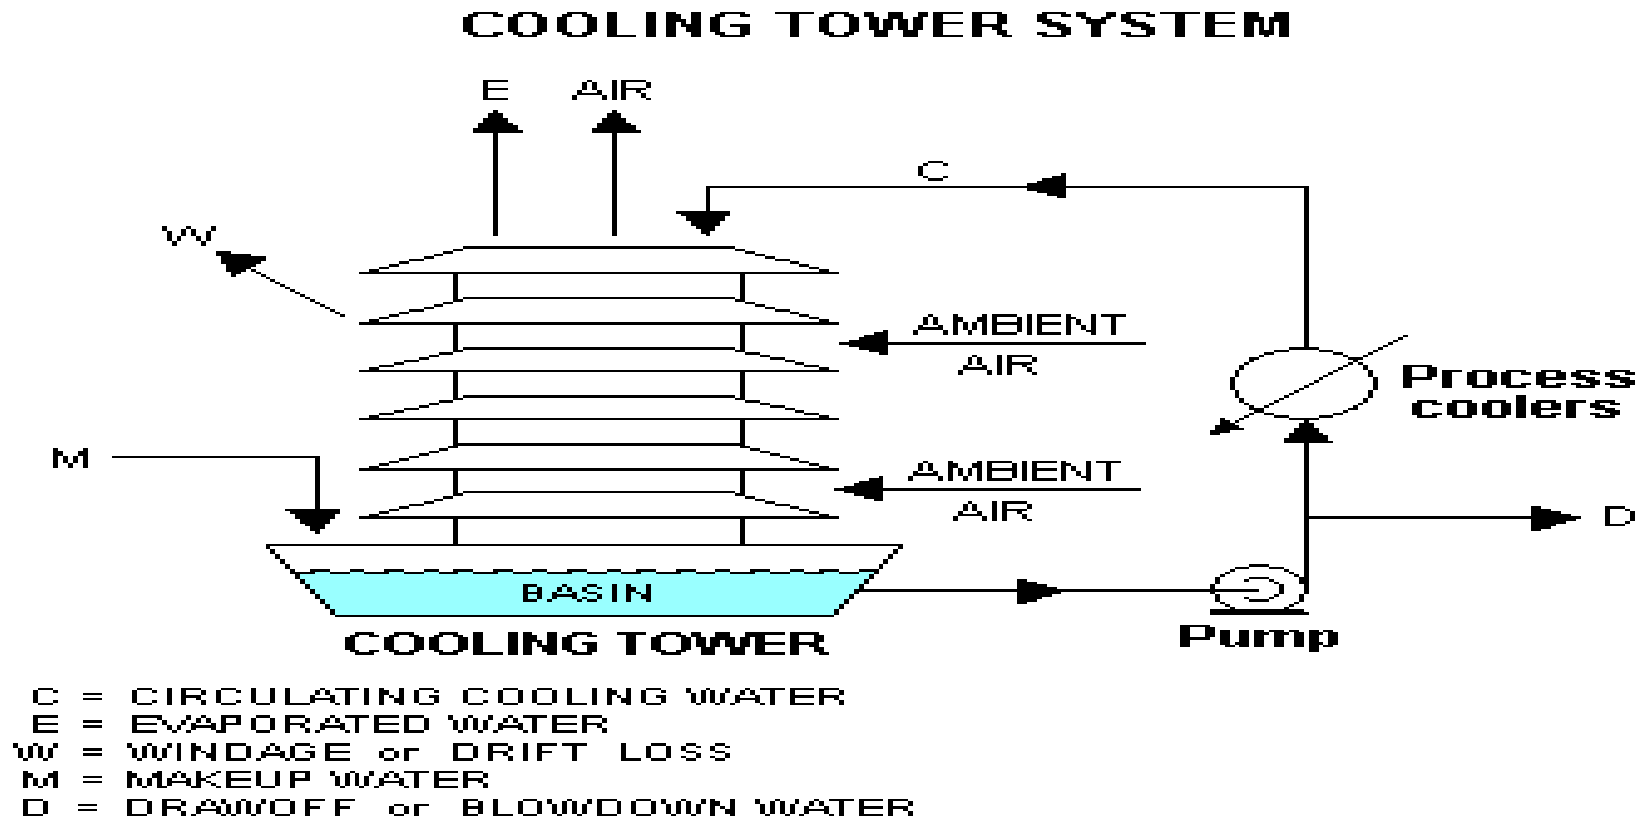 COOLING TOWER SYSTEM
E AIR
C
W
AMBIENT
AIR
Process
coolers
M
AMBIENT
AIR
D
BASIN
Pump
COOLING TOWER
C = CIRCULATING COOLING WATER
E = EVAPORATED WATER
W = WINDAGE or DRIFT LOSS
M = MAKEUP WATER
D = DRAWOFF or BLOWDOWN WATER